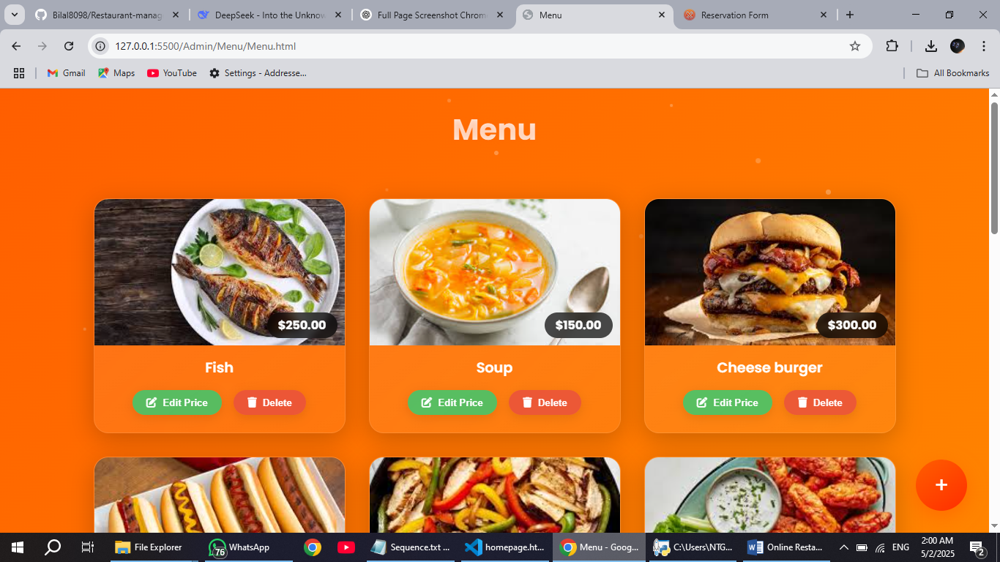 Bilal8098/Restaurant-manag
DeepSeek - Into the Unknow
Full Page Screenshot Chrom
Menu
Reservation Form
127.0.0.1:5500/Admin/Menu/Menu.html
Gmail
Maps
YouTube
Settings - Addresse...
All Bookmarks
Menu
$250.00
$150.00
$300.00
Fish
Soup
Cheese burger
Edit Price
Delete
Edit Price
Delete
Edit Price
Delete
+
File Explorer
76
WhatsApp
Sequence.txt ...
homepage.ht...
Menu - Goog...
C:\Users\NTG...
Online Resta...
ENG
2:00 AM
5/2/2025
2